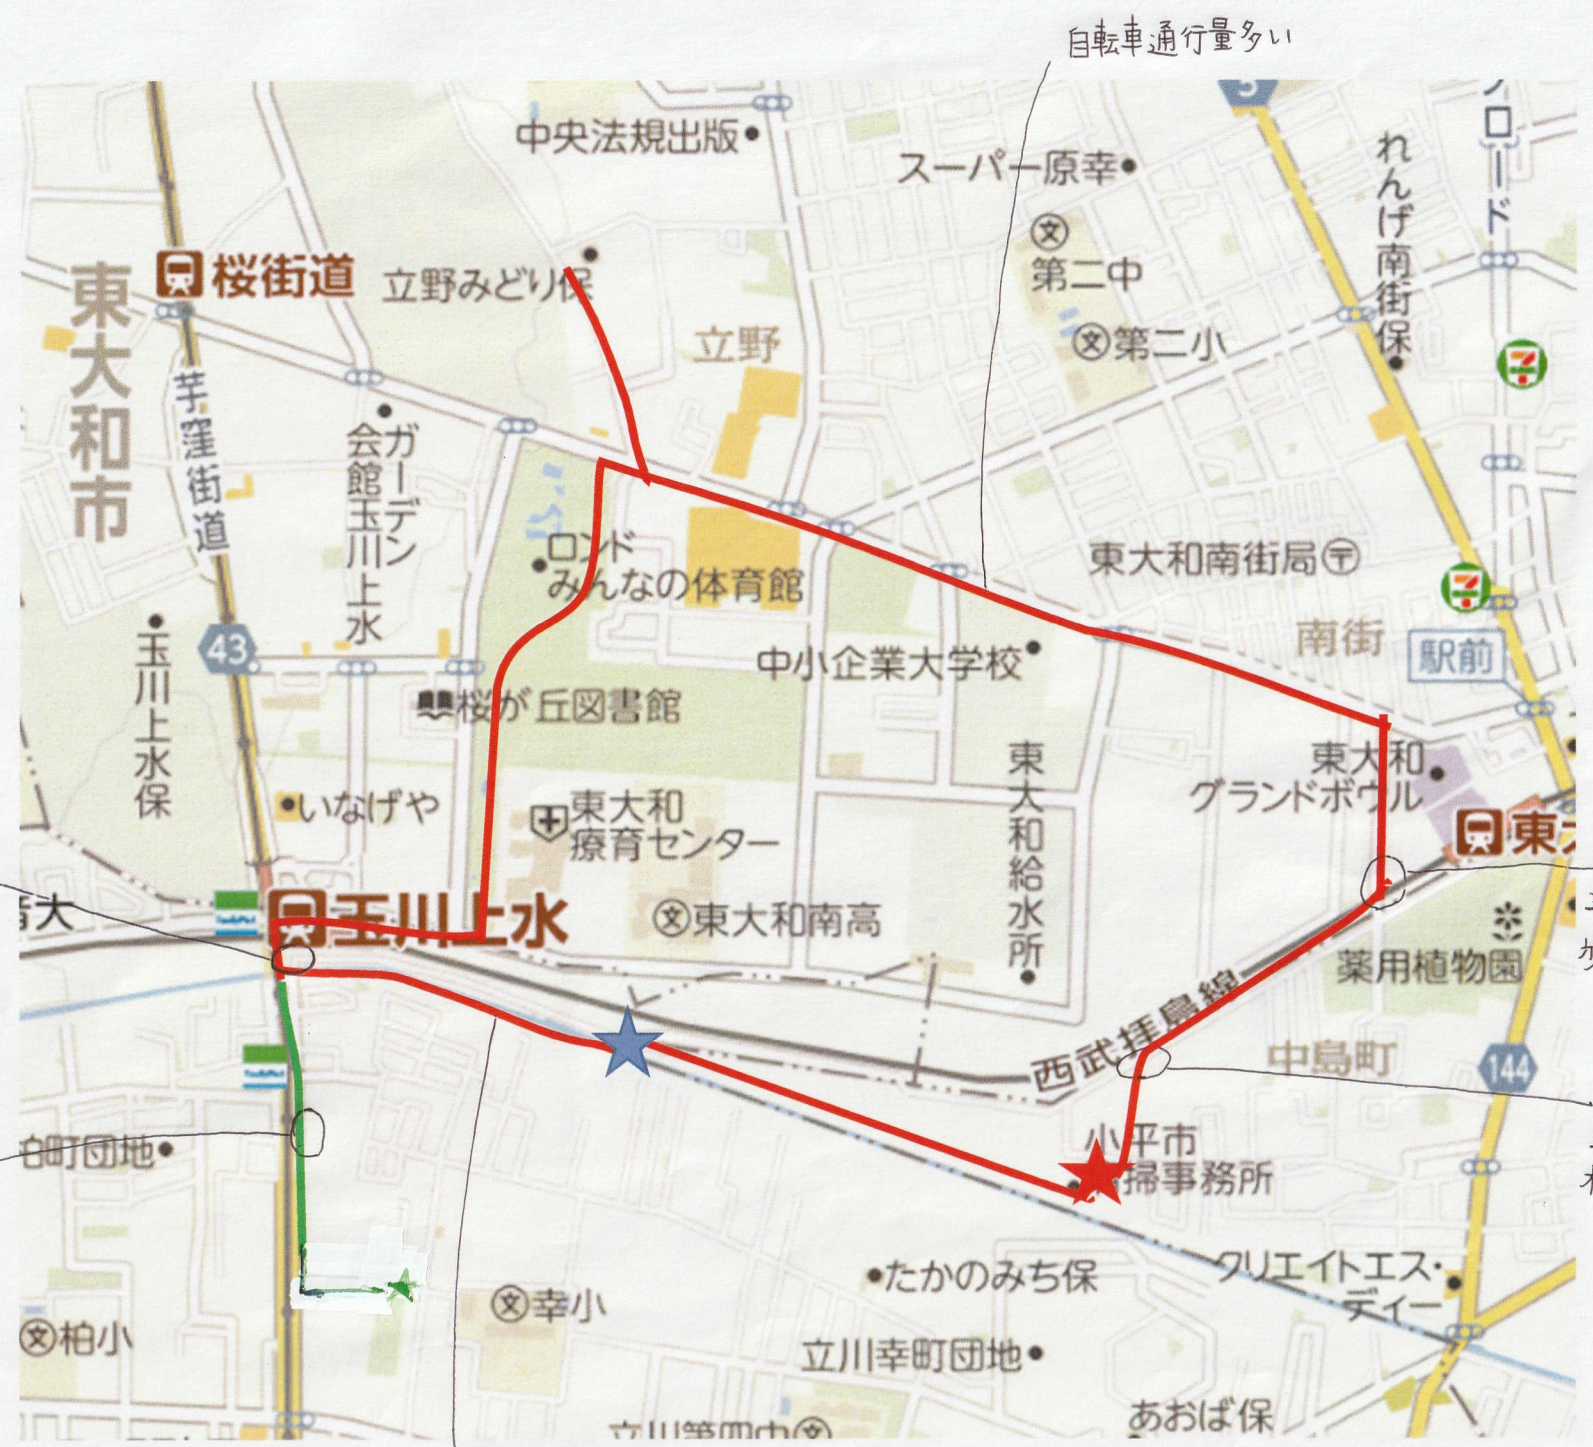 自転車通行量多い
5
中央法規出版
スーパー原幸
れんげ南街保
第二中
第二小
桜街道
立野みどり保
立野
東大和市
芋窪街道
ガーデン
会館玉川上水
ロンド
みんなの体育館
東大和南街局
南街
駅前
43
玉川上水保
中小企業大学校
桜が丘図書館
いなげや
東大和
療育センター
東大和給水所
東大和
グランドボウル
玉川上水
東大和南高
薬用植物園
西武拝島線
中島町
144
小平市
掃事務所
たかのみち保
クリエイトエス・
ディー
幸小
柏小
立川幸町団地
あおば保
FamilyMart
FamilyMart
町団地